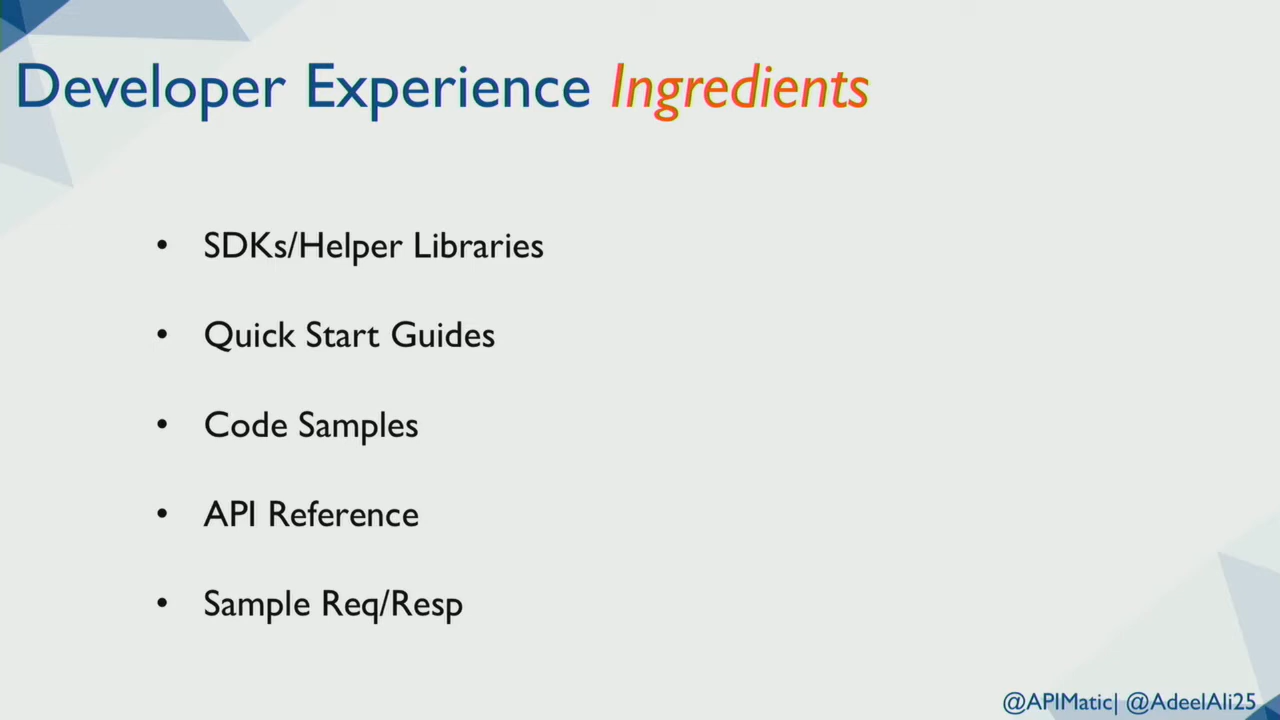 Developer Experience Ingredients
• SDKs/Helper Libraries
• Quick Start Guides
• Code Samples
• API Reference
• Sample Req/Resp
@APIMatic| @AdeelAli25